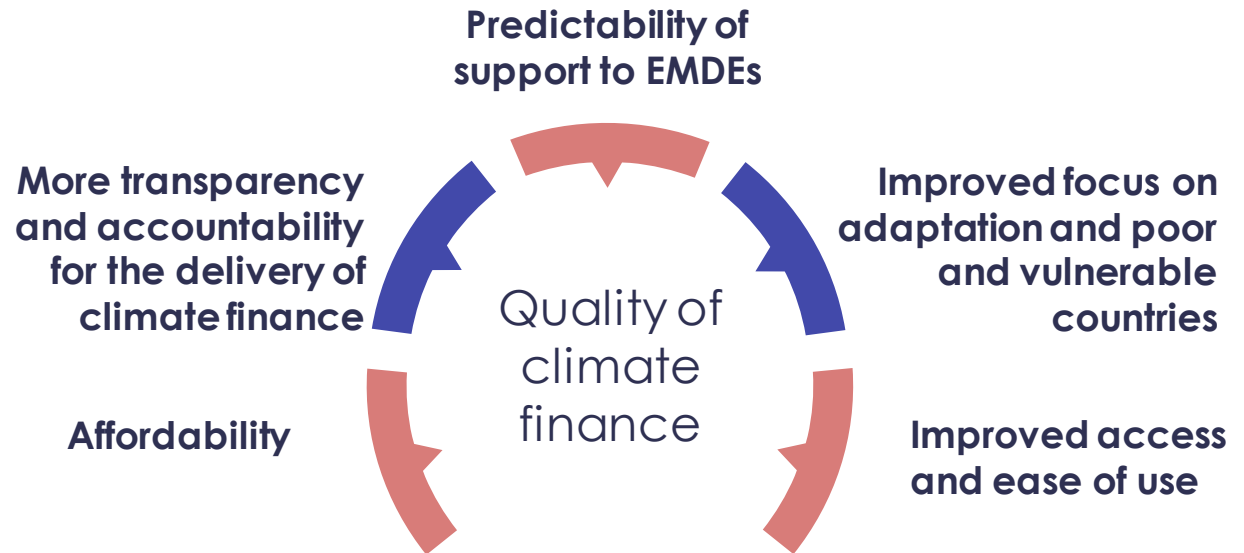 Predictability of
support to EMDEs
More transparency
and accountability
for the delivery of
climate finance
Improved focus on
adaptation and poor
and vulnerable
countries
Quality of
climate
finance
Affordability
Improved access
and ease of use